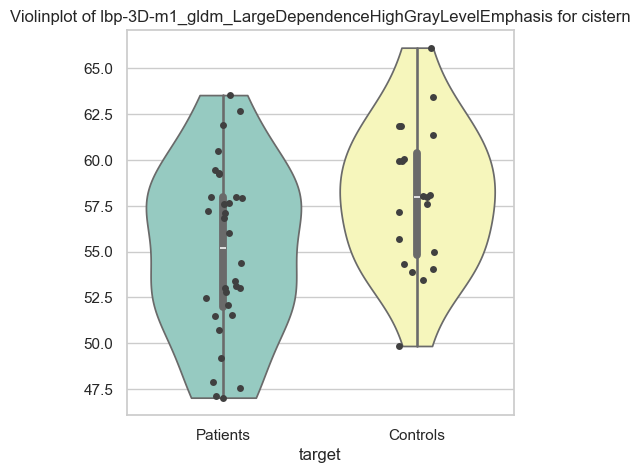 Violinplot of lbp-3D-m1_gldm_LargeDependenceHighGrayLevelEmphasis for cistern
65.0
62.5
60.0
57.5
55.0
52.5
50.0
47.5
Patients Controls
target